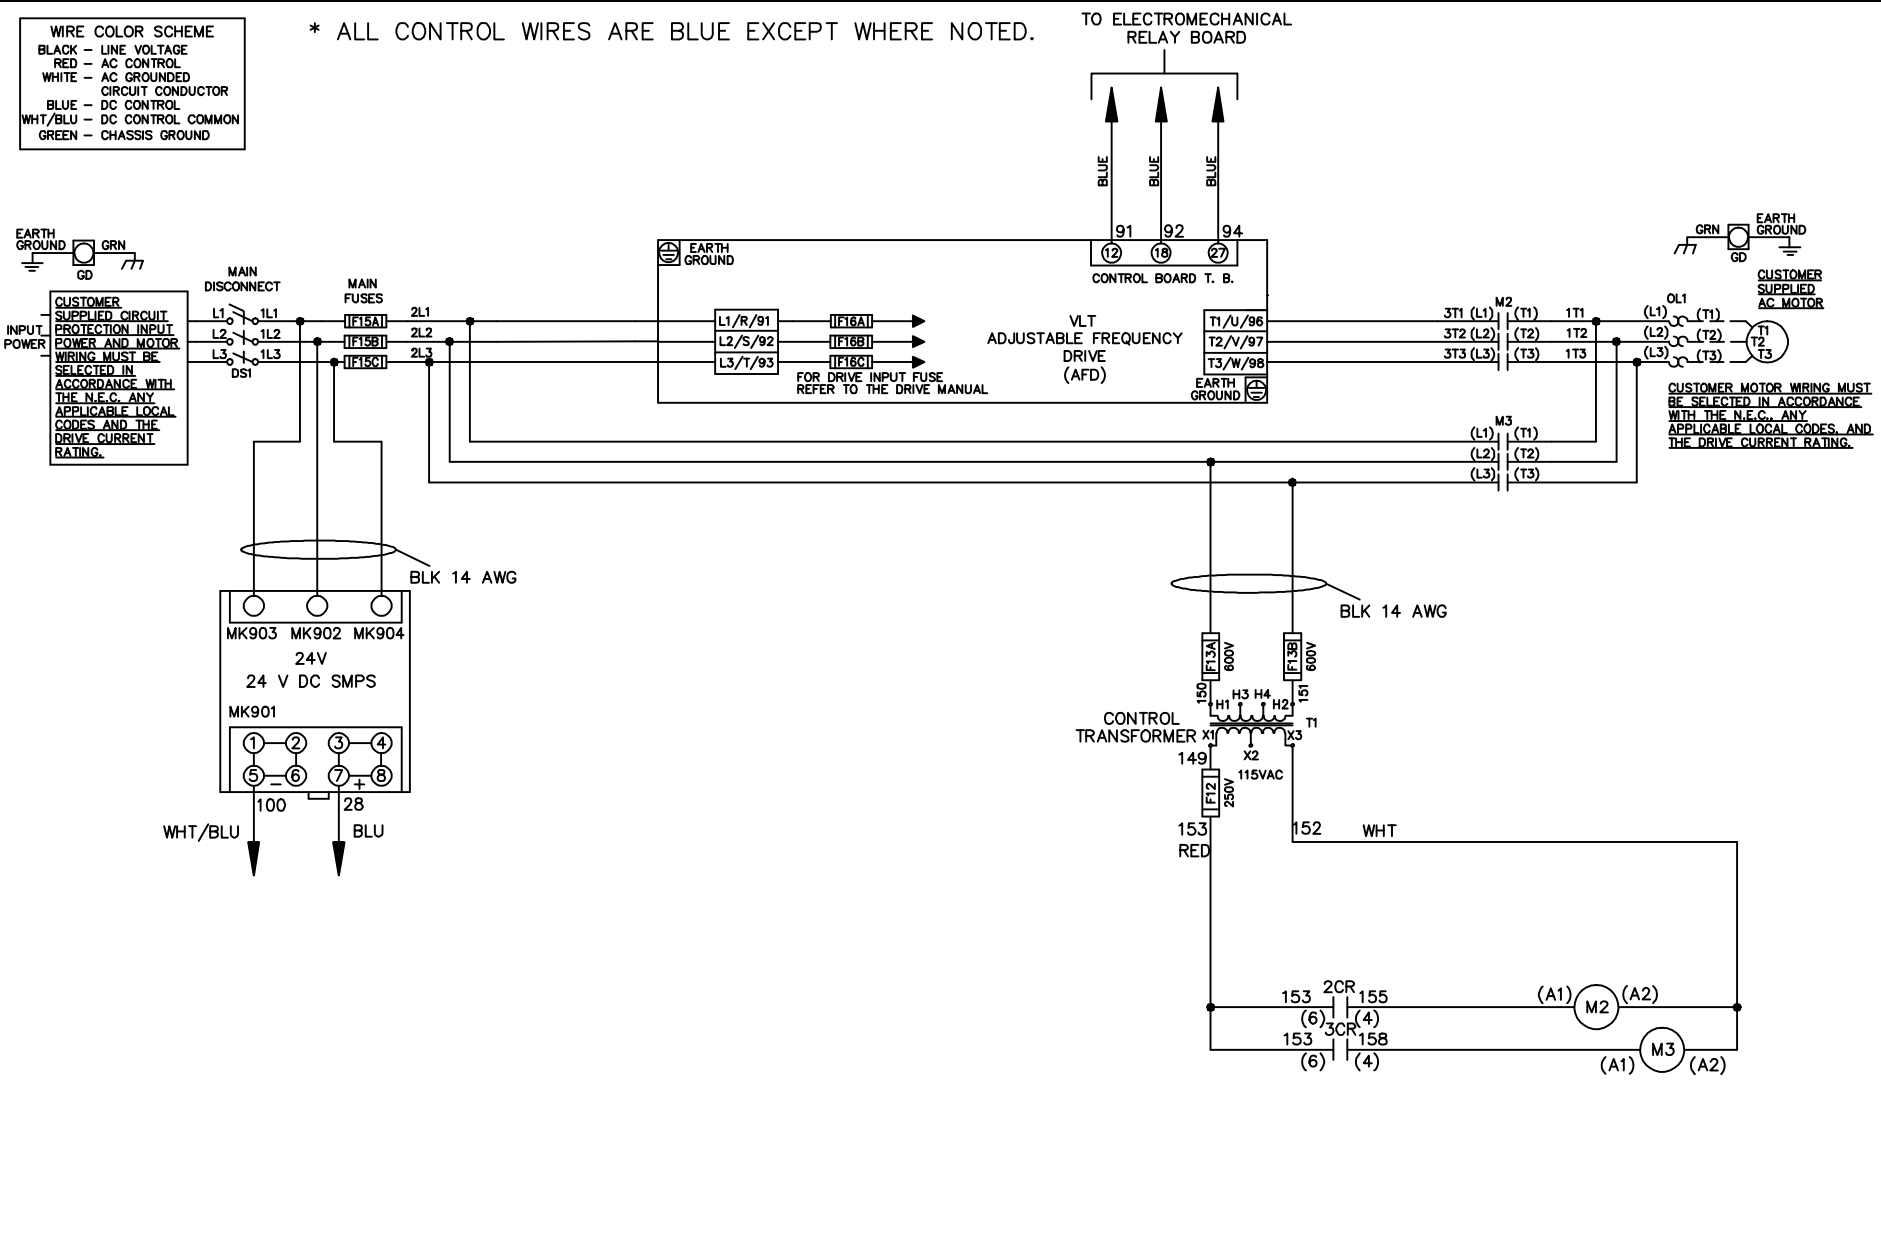 WIRE COLOR SCHEME
BLACK – LINE VOLTAGE
RED – AC CONTROL
WHITE – AC GROUNDED
CIRCUIT CONDUCTOR
BLUE – DC CONTROL
WHT/BLU – DC CONTROL COMMON
GREEN – CHASSIS GROUND
* ALL CONTROL WIRES ARE BLUE EXCEPT WHERE NOTED.
TO ELECTROMECHANICAL
RELAY BOARD
BLUE
BLUE
BLUE
91 92 94
12 18 27
CONTROL BOARD T. B.
EARTH
GROUND
GRN
GD
INPUT
POWER
CUSTOMER
SUPPLIED CIRCUIT
PROTECTION INPUT
POWER AND MOTOR
WIRING MUST BE
SELECTED IN
ACCORDANCE WITH
THE N.E.C. ANY
APPLICABLE LOCAL
CODES AND THE
DRIVE CURRENT
RATING.
MAIN
DISCONNECT
L1 1L1
L2 1L2
L3 1L3
DS1
MAIN
FUSES
F15A 2L1
F15B 2L2
F15C 2L3
EARTH
GROUND
L1/R/91
L2/S/92
L3/T/93
F16A
F16B
F16C
FOR DRIVE INPUT FUSE
REFER TO THE DRIVE MANUAL
VLT
ADJUSTABLE FREQUENCY
DRIVE
(AFD)
T1/U/96
T2/V/97
T3/W/98
EARTH
GROUND
M2
3T1 (L1) (T1) 1T1
3T2 (L2) (T2) 1T2
3T3 (L3) (T3) 1T3
M3
(L1) (T1)
(L2) (T2)
(L3) (T3)
OL1
(L1) (T1)
(L2) (T2)
(L3) (T3)
T1
T2
T3
GRN
EARTH
GROUND
GD
CUSTOMER
SUPPLIED
AC MOTOR
CUSTOMER MOTOR WIRING MUST
BE SELECTED IN ACCORDANCE
WITH THE N.E.C., ANY
APPLICABLE LOCAL CODES, AND
THE DRIVE CURRENT RATING.
BLK 14 AWG
MK903 MK902 MK904
24V
24 V DC SMPS
MK901
1 2 3 4
5 – 6 7 + 8
100 28
WHT/BLU BLU
BLK 14 AWG
F13A 600V
F13B 600V
150 151
H1 H3 H4 H2
T1
CONTROL
TRANSFORMER
X1 X2 X3
149
115VAC
F12 250V
153
RED
152 WHT
2CR
153 155
(6) (4)
(A1) M2 (A2)
3CR
153 158
(6) (4)
(A1) M3 (A2)